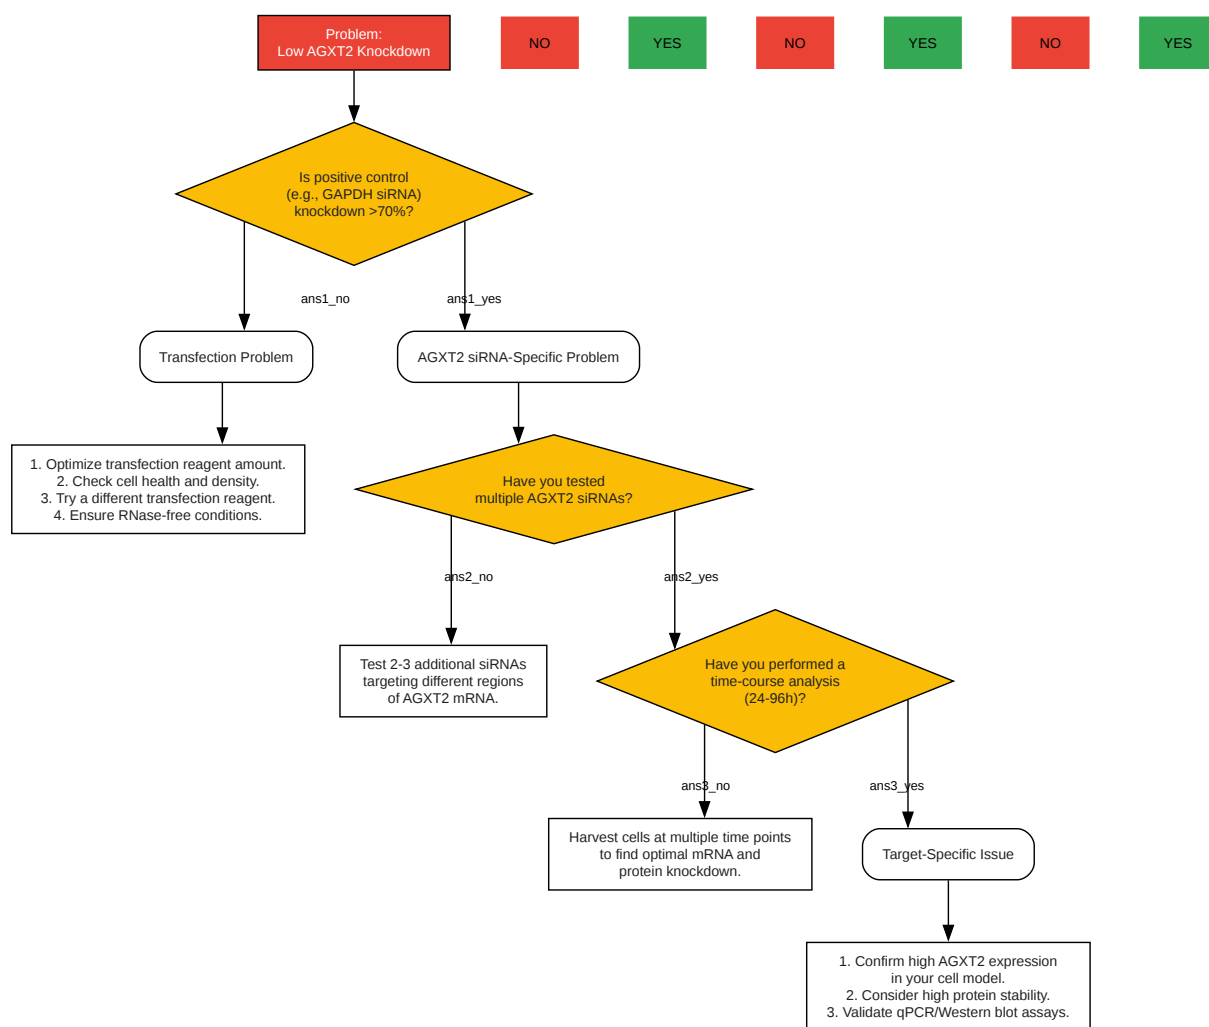 Problem:
Low AGXT2 Knockdown
NO
YES
NO
YES
NO
YES
Is positive control
(e.g., GAPDH siRNA)
knockdown >70%?
ans1_no
ans1_yes
Transfection Problem
AGXT2 siRNA-Specific Problem
1. Optimize transfection reagent amount.
2. Check cell health and density.
3. Try a different transfection reagent.
4. Ensure RNase-free conditions.
Have you tested
multiple AGXT2 siRNAs?
ans2_no
ans2_yes
Test 2-3 additional siRNAs
targeting different regions
of AGXT2 mRNA.
Have you performed a
time-course analysis
(24-96h)?
ans3_no
ans3_yes
Harvest cells at multiple time points
to find optimal mRNA and
protein knockdown.
Target-Specific Issue
1. Confirm high AGXT2 expression
in your cell model.
2. Consider high protein stability.
3. Validate qPCR/Western blot assays.